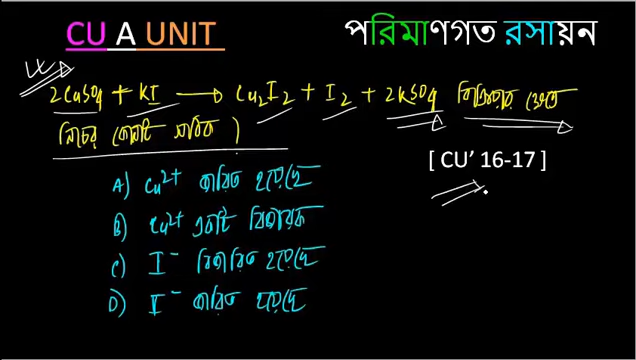 CU A UNIT
পরিমাণগত রসায়ন
2CuSO4 + KI → Cu2I2 + I2 + 2KSO4 বিক্রিয়ার ক্ষেত্রে
নিচের কোনটি সঠিক )
[ CU' 16-17 ]
A) Cu2+ জারিত হয়েছে
B) Cu2+ একটি বিজারক
C) I− বিজারিত হয়েছে
D) I− জারিত হয়েছে